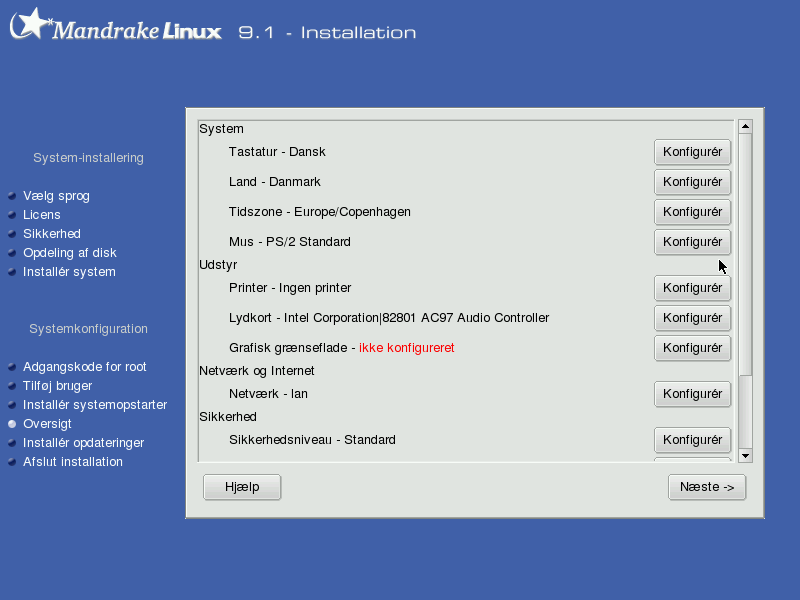 MandrakeLinux 9.1 - Installation
System-installering
Vælg sprog
Licens
Sikkerhed
Opdeling af disk
Installér system
Systemkonfiguration
Adgangskode for root
Tilføj bruger
Installér systemopstarter
Oversigt
Installér opdateringer
Afslut installation
System
Tastatur - Dansk Konfigurér
Land - Danmark Konfigurér
Tidszone - Europe/Copenhagen Konfigurér
Mus - PS/2 Standard Konfigurér
Udstyr
Printer - Ingen printer Konfigurér
Lydkort - Intel Corporation|82801 AC97 Audio Controller Konfigurér
Grafisk grænseflade - ikke konfigureret Konfigurér
Netværk og Internet
Netværk - lan Konfigurér
Sikkerhed
Sikkerhedsniveau - Standard Konfigurér
Hjælp Næste ->